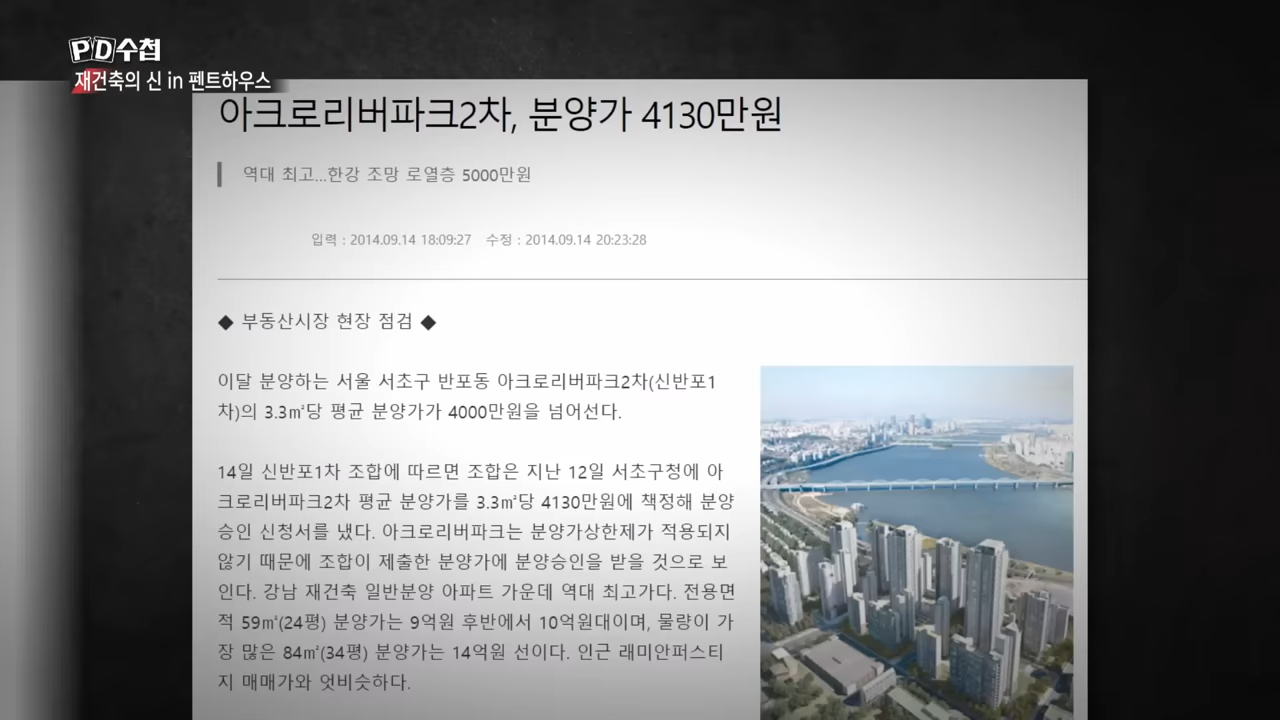 PD수첩
재건축의 신 in 펜트하우스
아크로리버파크2차, 분양가 4130만원
역대 최고...한강 조망 로열층 5000만원
입력 : 2014.09.14 18:09:27 수정 : 2014.09.14 20:23:28
◆ 부동산시장 현장 점검 ◆
이달 분양하는 서울 서초구 반포동 아크로리버파크2차(신반포1
차)의 3.3㎡당 평균 분양가가 4000만원을 넘어선다.
14일 신반포1차 조합에 따르면 조합은 지난 12일 서초구청에 아
크로리버파크2차 평균 분양가를 3.3㎡당 4130만원에 책정해 분양
승인 신청서를 냈다. 아크로리버파크는 분양가상한제가 적용되지
않기 때문에 조합이 제출한 분양가에 분양승인을 받을 것으로 보
인다. 강남 재건축 일반분양 아파트 가운데 역대 최고가다. 전용면
적 59㎡(24평) 분양가는 9억원 후반에서 10억원대이며, 물량이 가
장 많은 84㎡(34평) 분양가는 14억원 선이다. 인근 래미안퍼스티
지 매매가와 엇비슷하다.